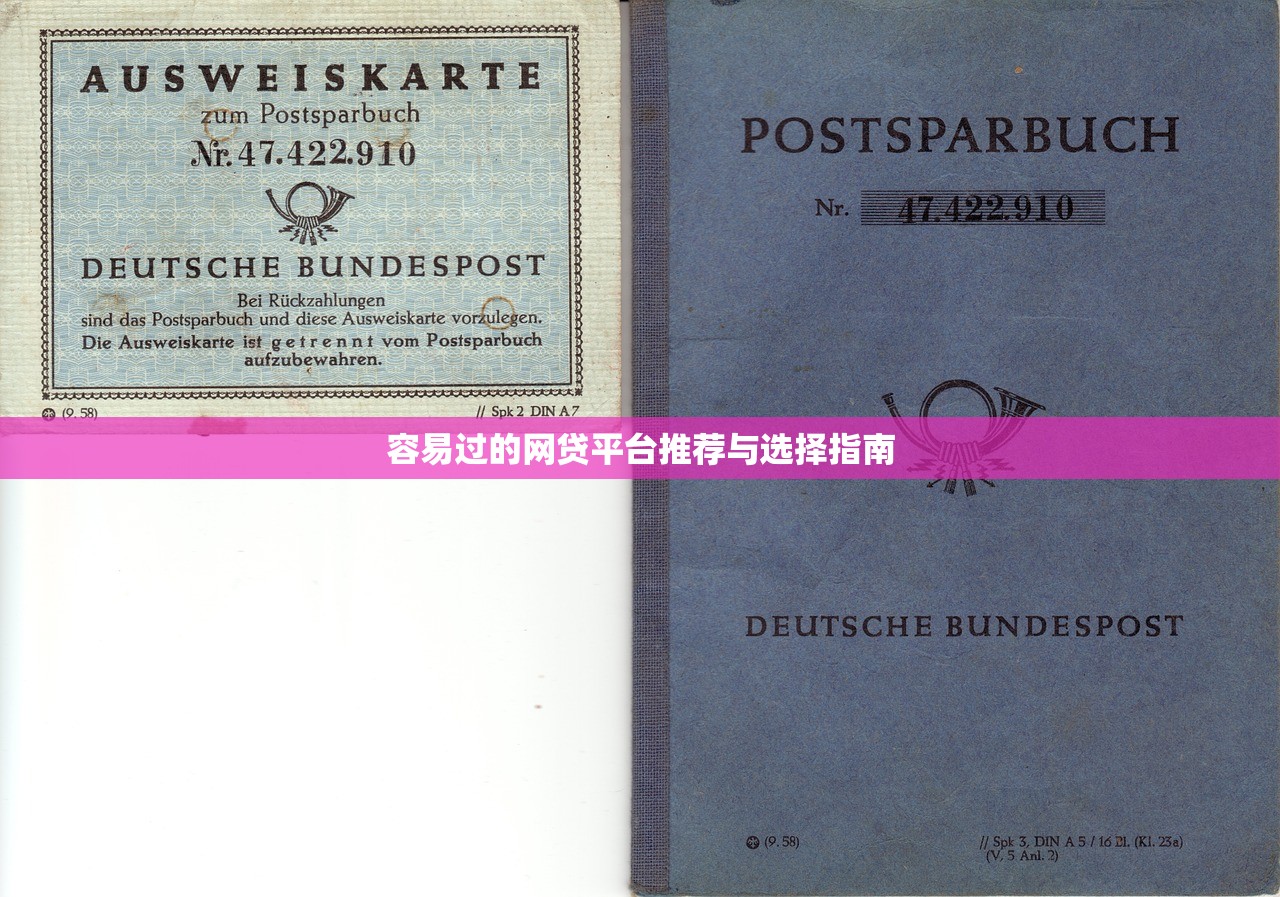 AUSWEISKARTE
zum Postsparbuch
Nr. 47.422.910
DEUTSCHE BUNDESPOST
Bei Rückzahlungen
sind das Postsparbuch und diese Ausweiskarte vorzulegen.
Die Ausweiskarte ist getrennt vom Postsparbuch
aufzubewahren.
(9. 58)
// Spk 2 DIN A 7
容易过的网贷平台推荐与选择指南
POSTSPARBUCH
Nr. 47.422.910
DEUTSCHE BUNDESPOST
(9. 58)
// Spk 3, DIN A 5 / 16 Bl. (Kl. 23a)
(V, 5 Anl. 2)